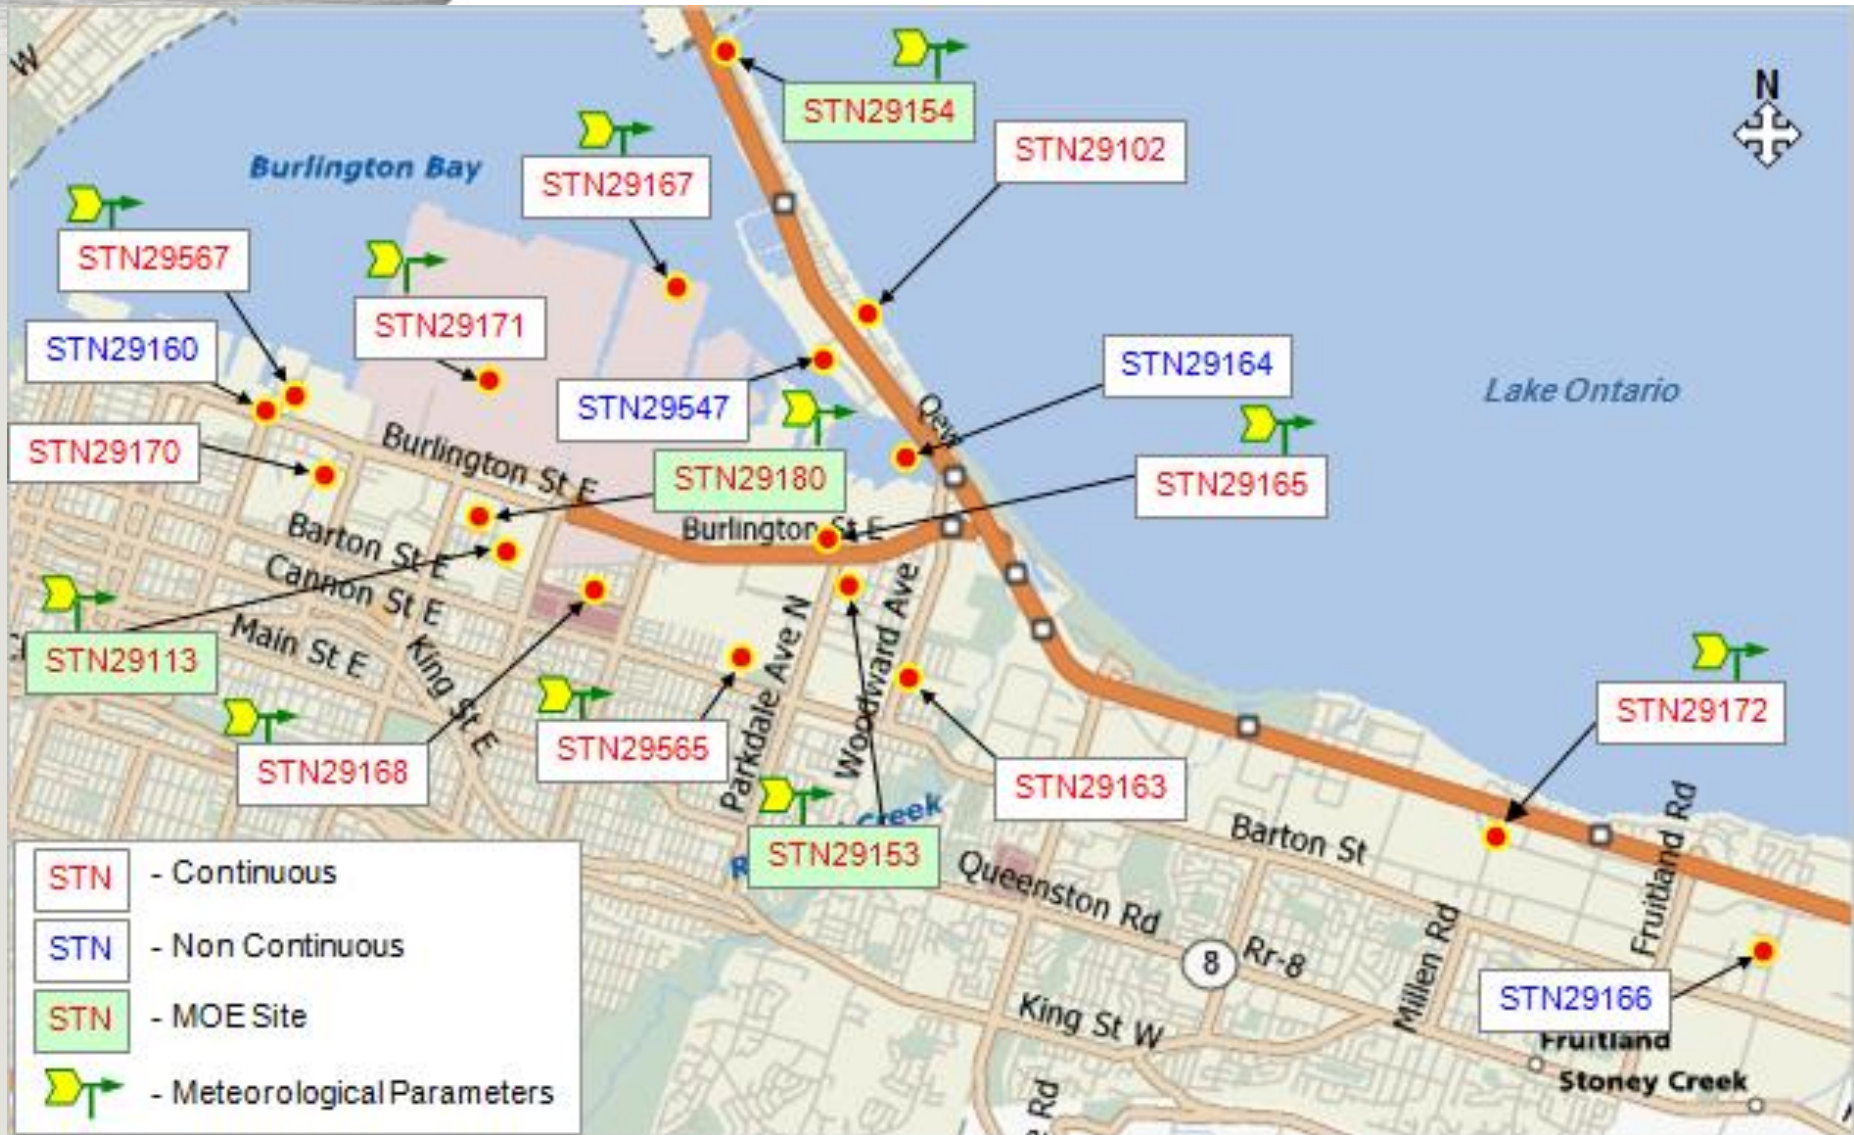 W
N
STN29154
STN29102
Burlington Bay
STN29167
STN29567
STN29171
STN29160
STN29164
Lake Ontario
STN29547
Qew
STN29170
Burlington St E
STN29180
STN29165
Burlington St E
Barton St E
Cannon St E
STN29113
Main St E
King St E
STN29168
STN29565
Parkdale Ave N
Woodward Ave
STN29163
STN29172
Creek
STN29153
Barton St
Queenston Rd
8
Rr-8
Millen Rd
Fruitland Rd
STN29166
King St W
Fruitland
Stoney Creek
Rd
STN - Continuous
STN - Non Continuous
STN - MOE Site
- Meteorological Parameters